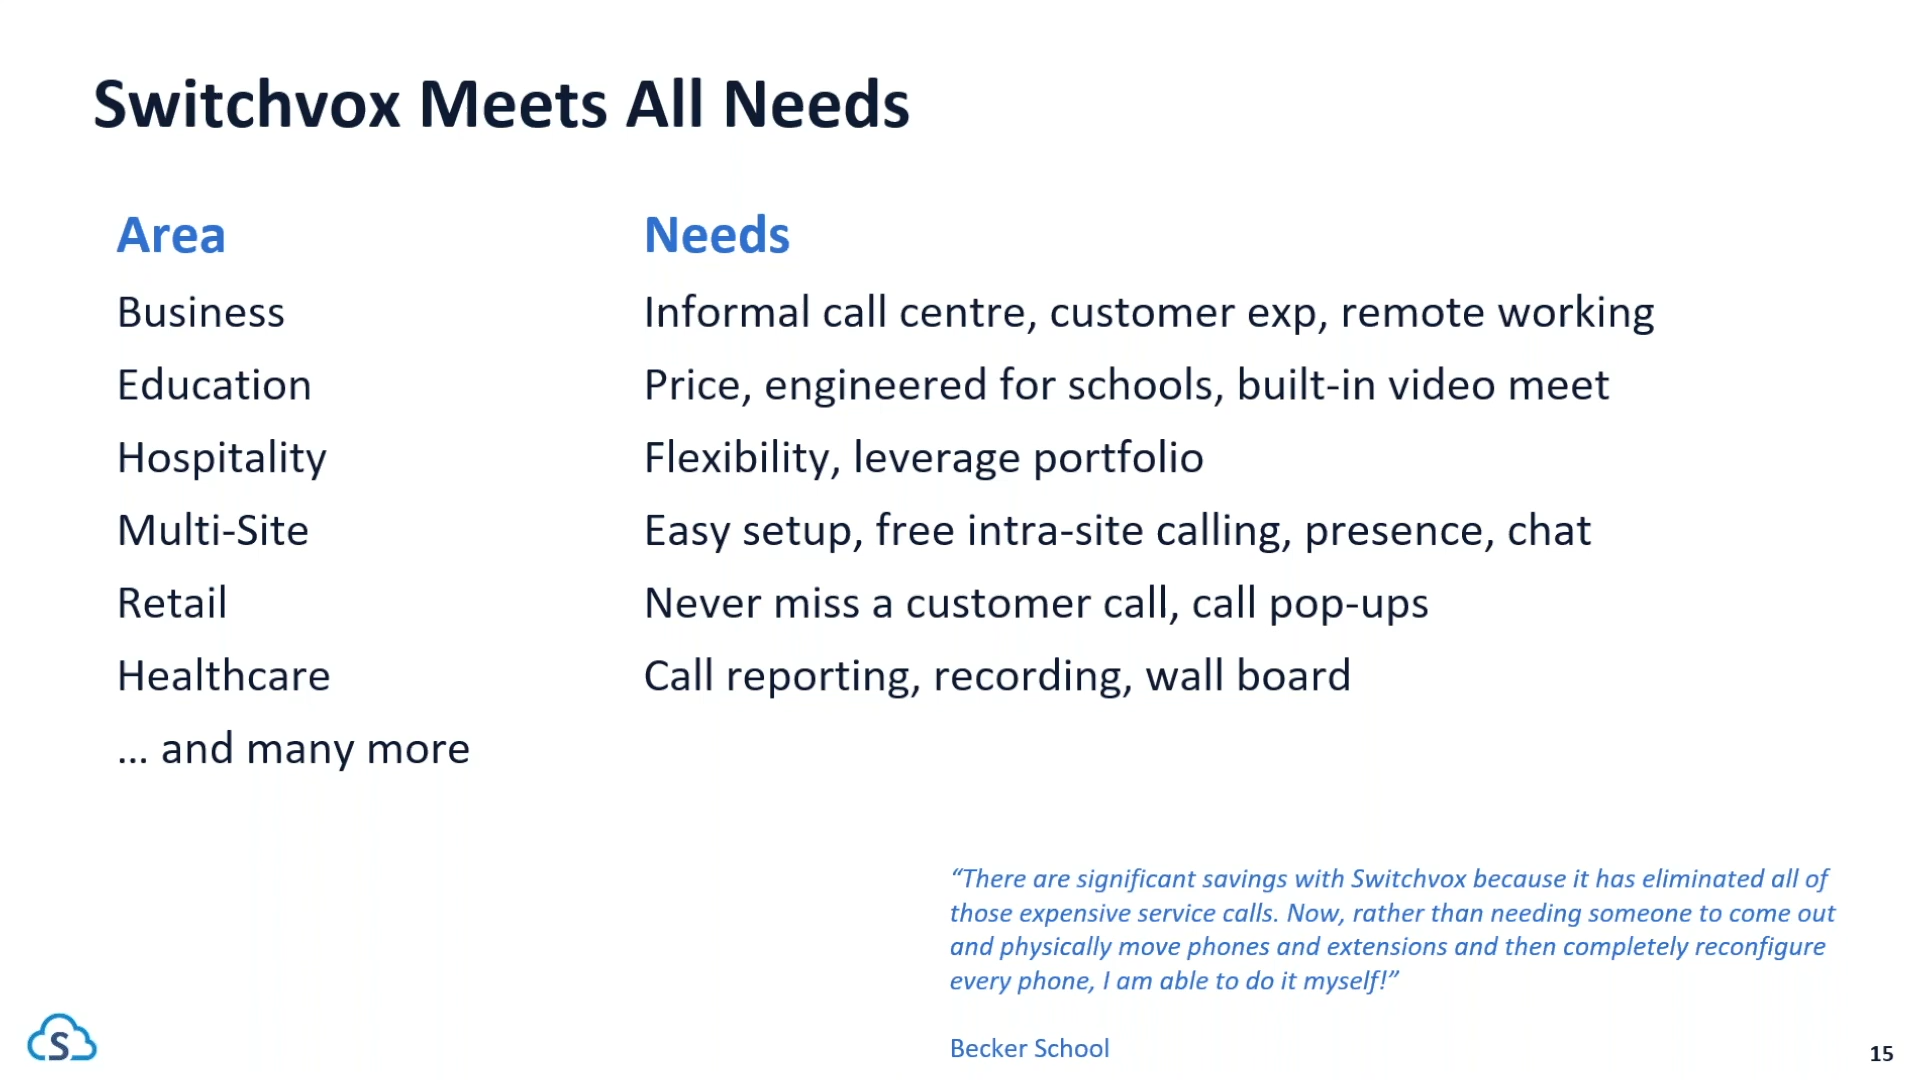 Switchvox Meets All Needs
Area Needs
Business Informal call centre, customer exp, remote working
Education Price, engineered for schools, built-in video meet
Hospitality Flexibility, leverage portfolio
Multi-Site Easy setup, free intra-site calling, presence, chat
Retail Never miss a customer call, call pop-ups
Healthcare Call reporting, recording, wall board
... and many more
“There are significant savings with Switchvox because it has eliminated all of
those expensive service calls. Now, rather than needing someone to come out
and physically move phones and extensions and then completely reconfigure
every phone, I am able to do it myself!”
Becker School
S
15